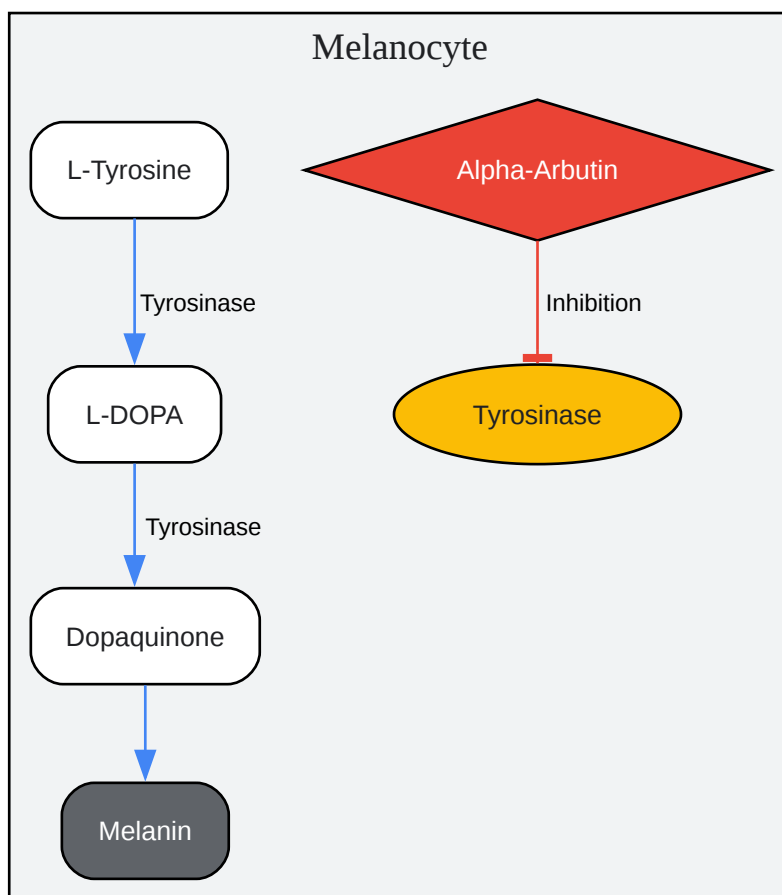 Melanocyte
L-Tyrosine
Alpha-Arbutin
Tyrosinase
Inhibition
L-DOPA
Tyrosinase
Tyrosinase
Dopaquinone
Melanin